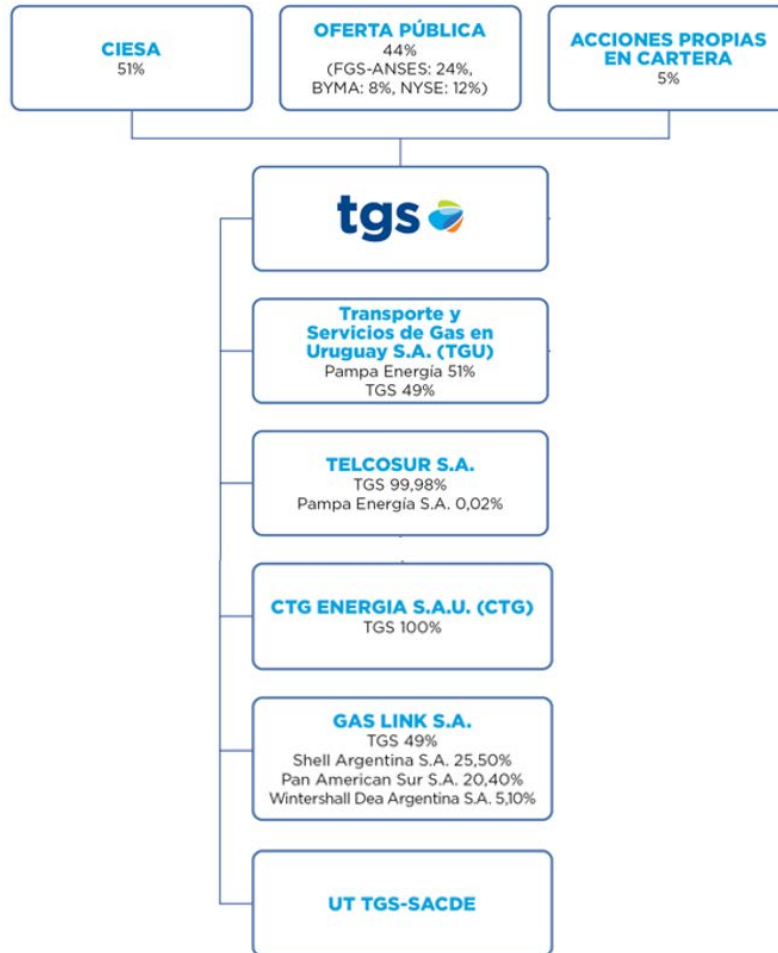 CIESA
51%
OFERTA PÚBLICA
44%
(FGS-ANSES: 24%,
BYMA: 8%, NYSE: 12%)
ACCIONES PROPIAS
EN CARTERA
5%
tgs
Transporte y
Servicios de Gas en
Uruguay S.A. (TGU)
Pampa Energía 51%
TGS 49%
TELCOSUR S.A.
TGS 99,98%
Pampa Energía S.A. 0,02%
CTG ENERGIA S.A.U. (CTG)
TGS 100%
GAS LINK S.A.
TGS 49%
Shell Argentina S.A. 25,50%
Pan American Sur S.A. 20,40%
Wintershall Dea Argentina S.A. 5,10%
UT TGS-SACDE